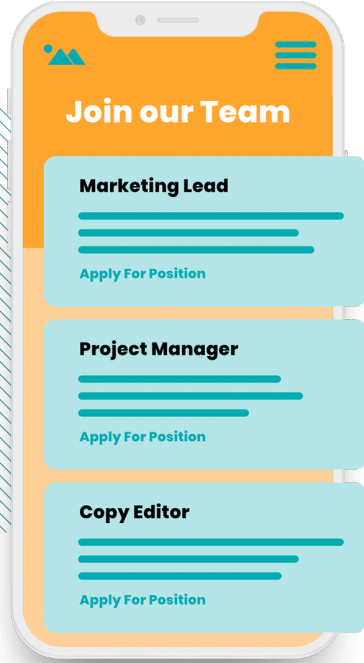 Join our Team
Marketing Lead
Apply For Position
Project Manager
Apply For Position
Copy Editor
Apply For Position